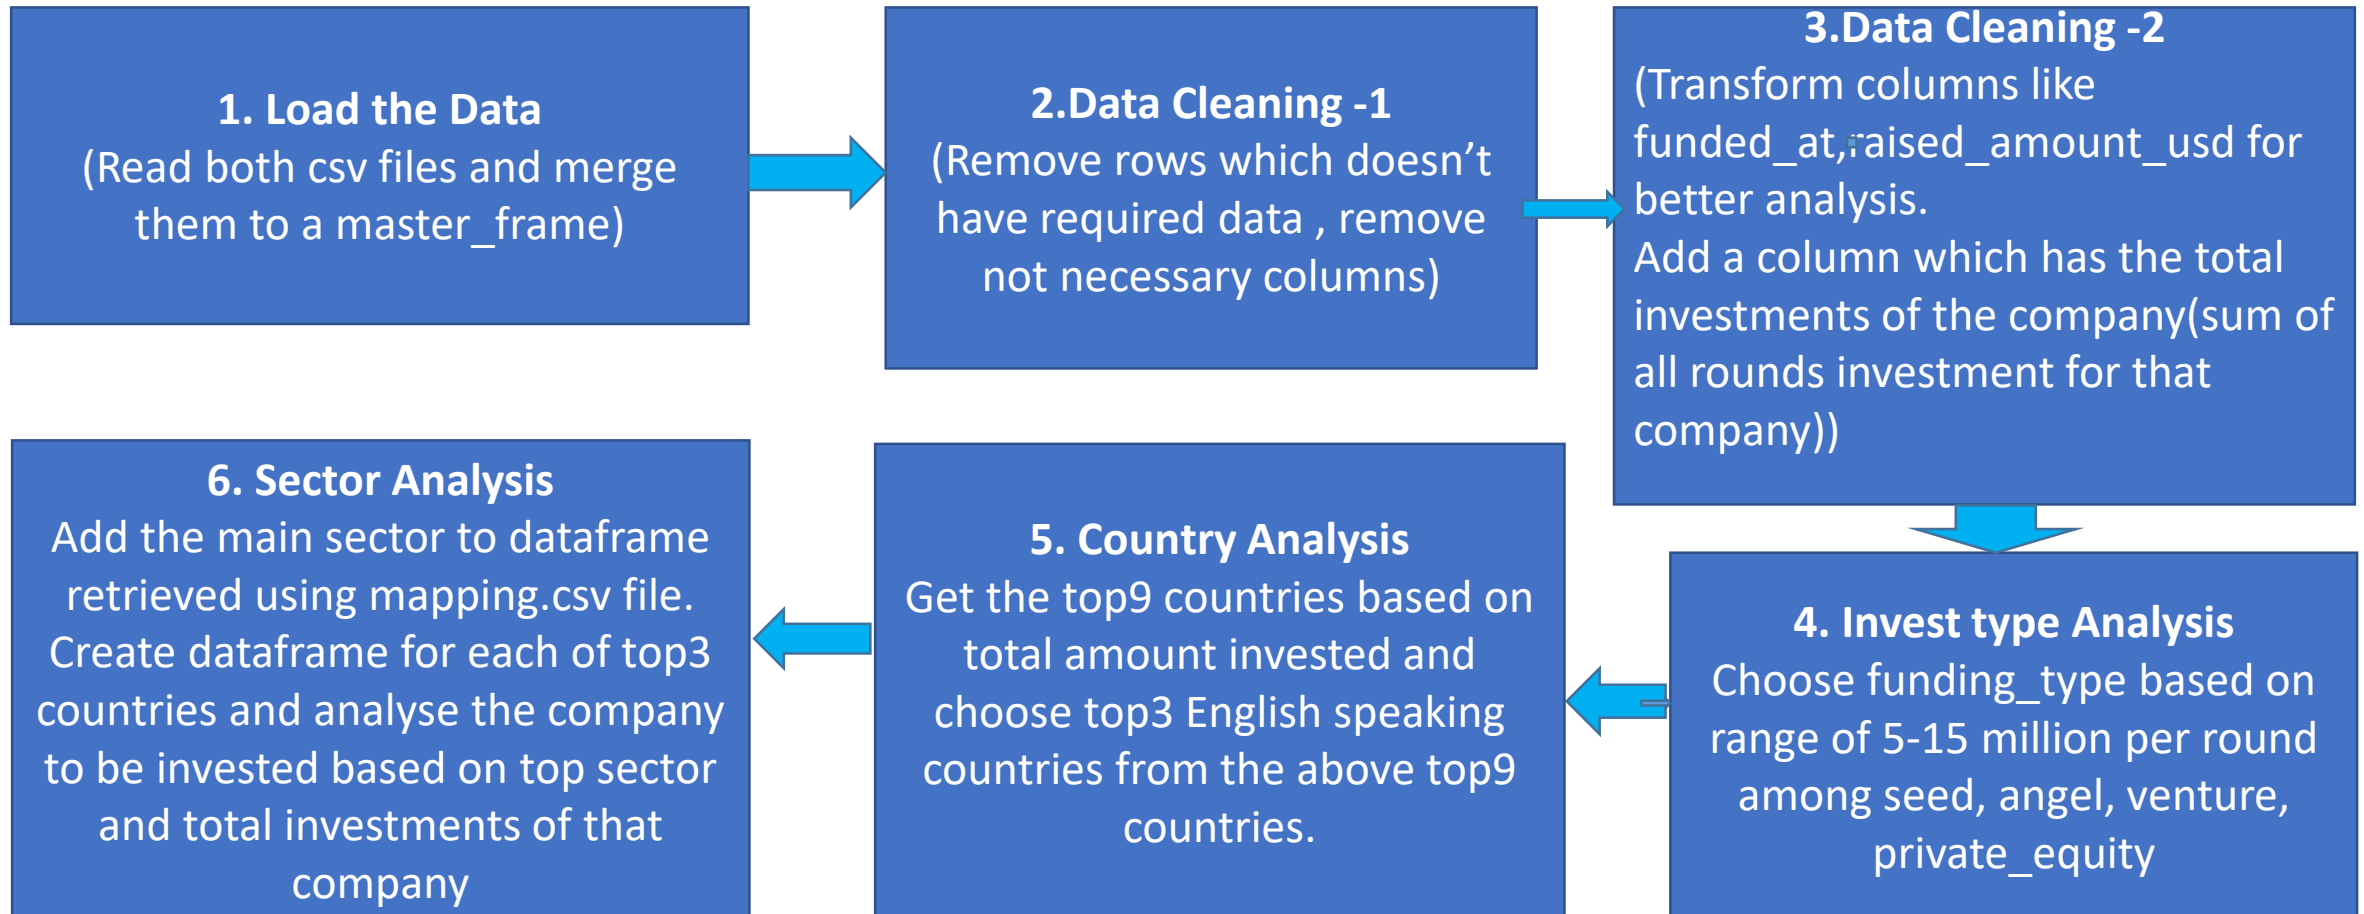 1. Load the Data
(Read both csv files and merge
them to a master_frame)
2.Data Cleaning -1
(Remove rows which doesn’t
have required data , remove
not necessary columns)
3.Data Cleaning -2
(Transform columns like
funded_at,raised_amount_usd for
better analysis.
Add a column which has the total
investments of the company(sum of
all rounds investment for that
company))
4. Invest type Analysis
Choose funding_type based on
range of 5-15 million per round
among seed, angel, venture,
private_equity
5. Country Analysis
Get the top9 countries based on
total amount invested and
choose top3 English speaking
countries from the above top9
countries.
6. Sector Analysis
Add the main sector to dataframe
retrieved using mapping.csv file.
Create dataframe for each of top3
countries and analyse the company
to be invested based on top sector
and total investments of that
company